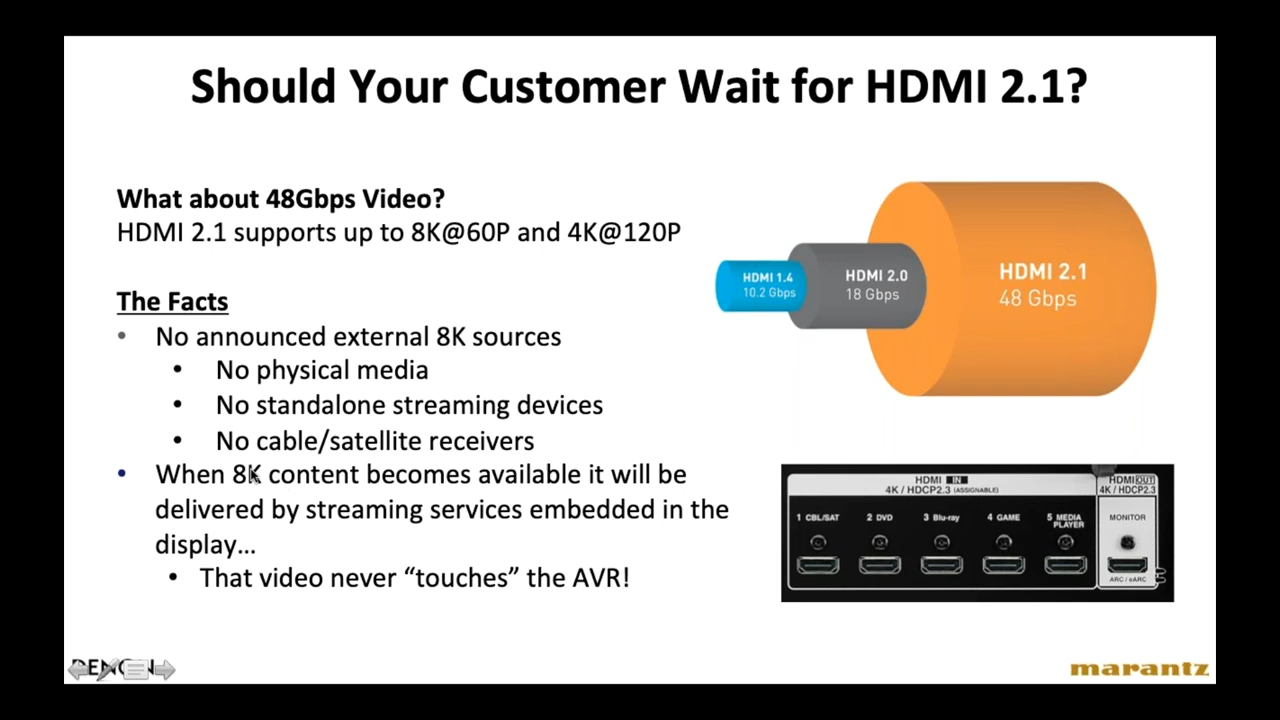 Should Your Customer Wait for HDMI 2.1?
What about 48Gbps Video?
HDMI 2.1 supports up to 8K@60P and 4K@120P
The Facts
• No announced external 8K sources
• No physical media
• No standalone streaming devices
• No cable/satellite receivers
• When 8K content becomes available it will be
delivered by streaming services embedded in the
display...
• That video never “touches” the AVR!
HDMI 1.4
10.2 Gbps
HDMI 2.0
18 Gbps
HDMI 2.1
48 Gbps
HDMI IN
4K / HDCP2.3 (ASSIGNABLE)
1 CBL/SAT
2 DVD
3 Blu-ray
4 GAME
5 MEDIA
PLAYER
HDMI OUT
4K / HDCP2.3
MONITOR
ARC / eARC
DENON
marantz